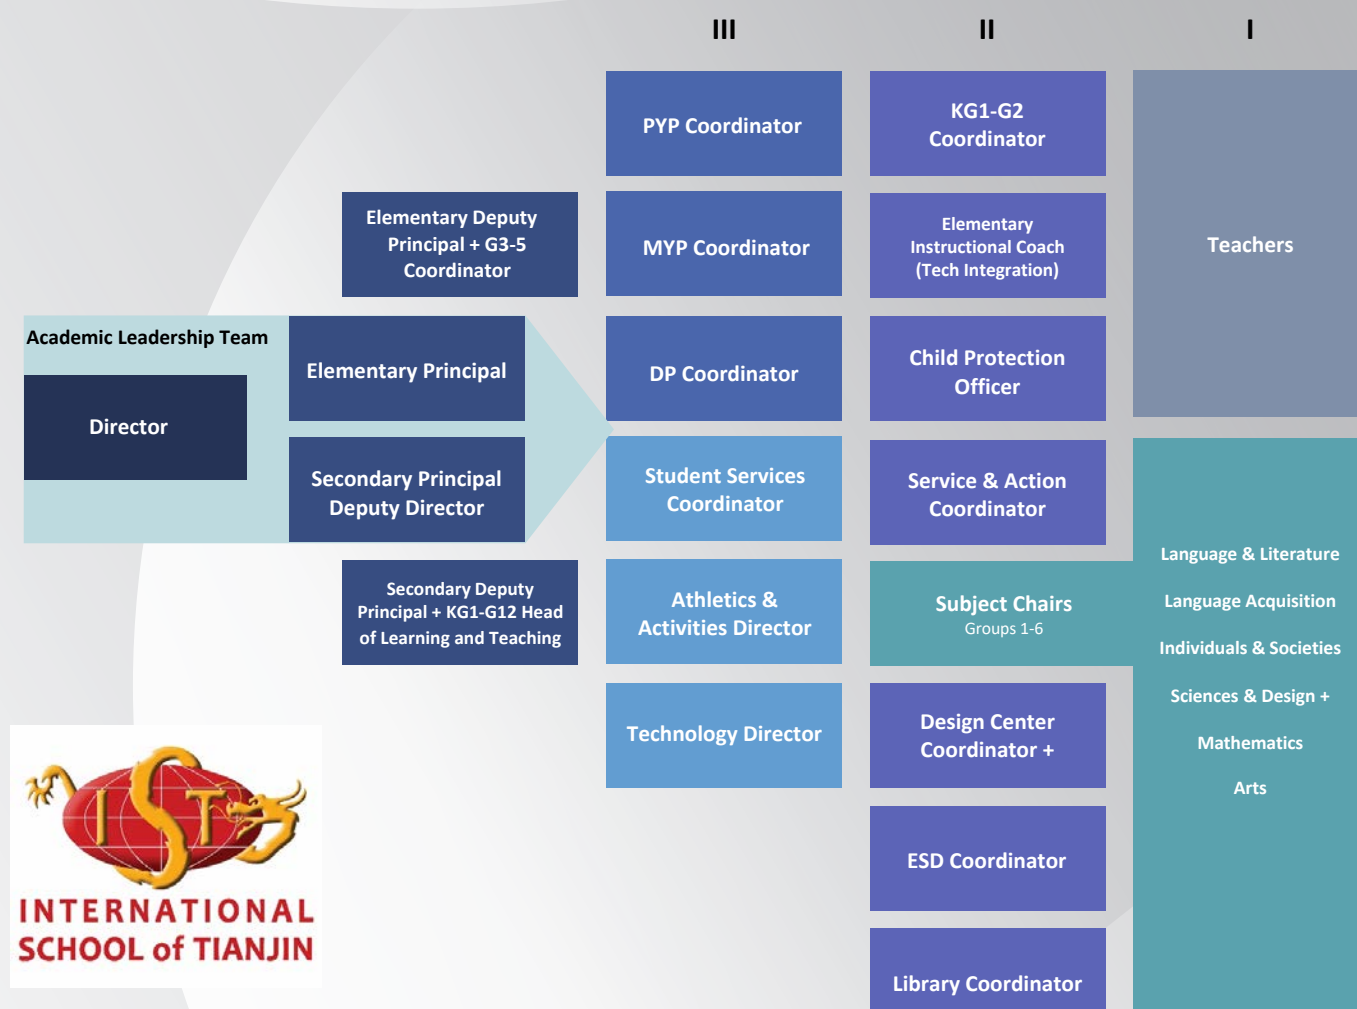 III
II
I
PYP Coordinator
KG1-G2
Coordinator
Elementary Deputy
Principal + G3-5
Coordinator
MYP Coordinator
Elementary
Instructional Coach
(Tech Integration)
Teachers
Academic Leadership Team
Director
Elementary Principal
Secondary Principal
Deputy Director
DP Coordinator
Child Protection
Officer
Student Services
Coordinator
Service & Action
Coordinator
Secondary Deputy
Principal + KG1-G12 Head
of Learning and Teaching
Athletics &
Activities Director
Subject Chairs
Groups 1-6
Language & Literature
Language Acquisition
Individuals & Societies
Sciences & Design +
Mathematics
Arts
Technology Director
Design Center
Coordinator +
ESD Coordinator
Library Coordinator
IST
INTERNATIONAL
SCHOOL of TIANJIN